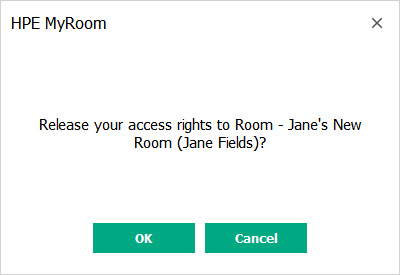 HPE MyRoom
Release your access rights to Room - Jane's New
Room (Jane Fields)?
OK
Cancel